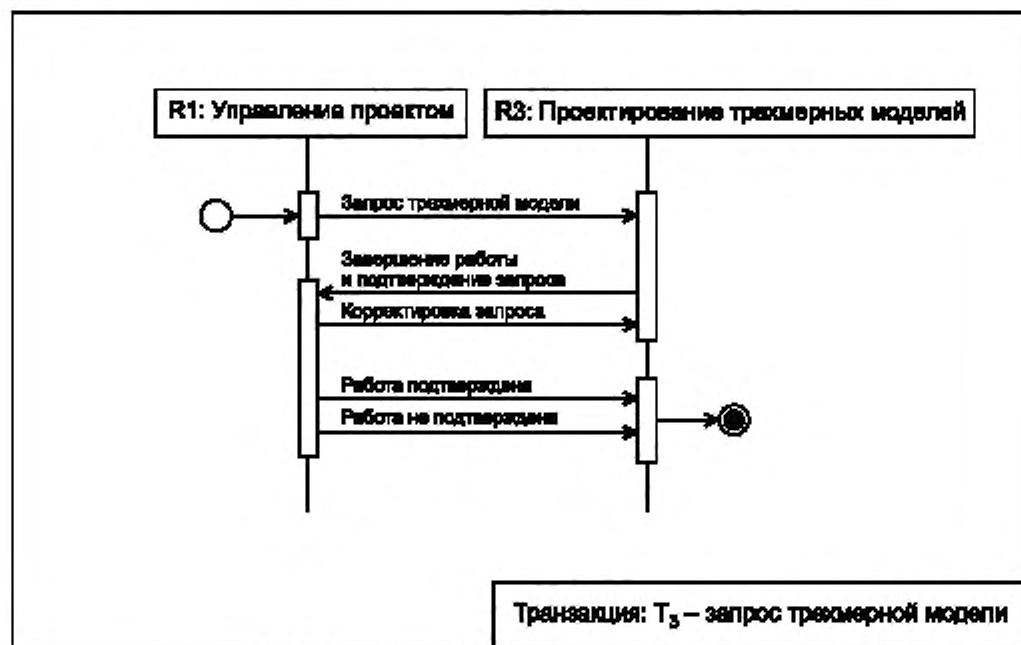 R1: Управление проектом
R3: Проектирование трехмерных моделей
Запрос трехмерной модели
Завершение работы
и подтверждение запроса
Корректировка запроса
Работа подтверждена
Работа не подтверждена
Транзакция: T₃ – запрос трехмерной модели